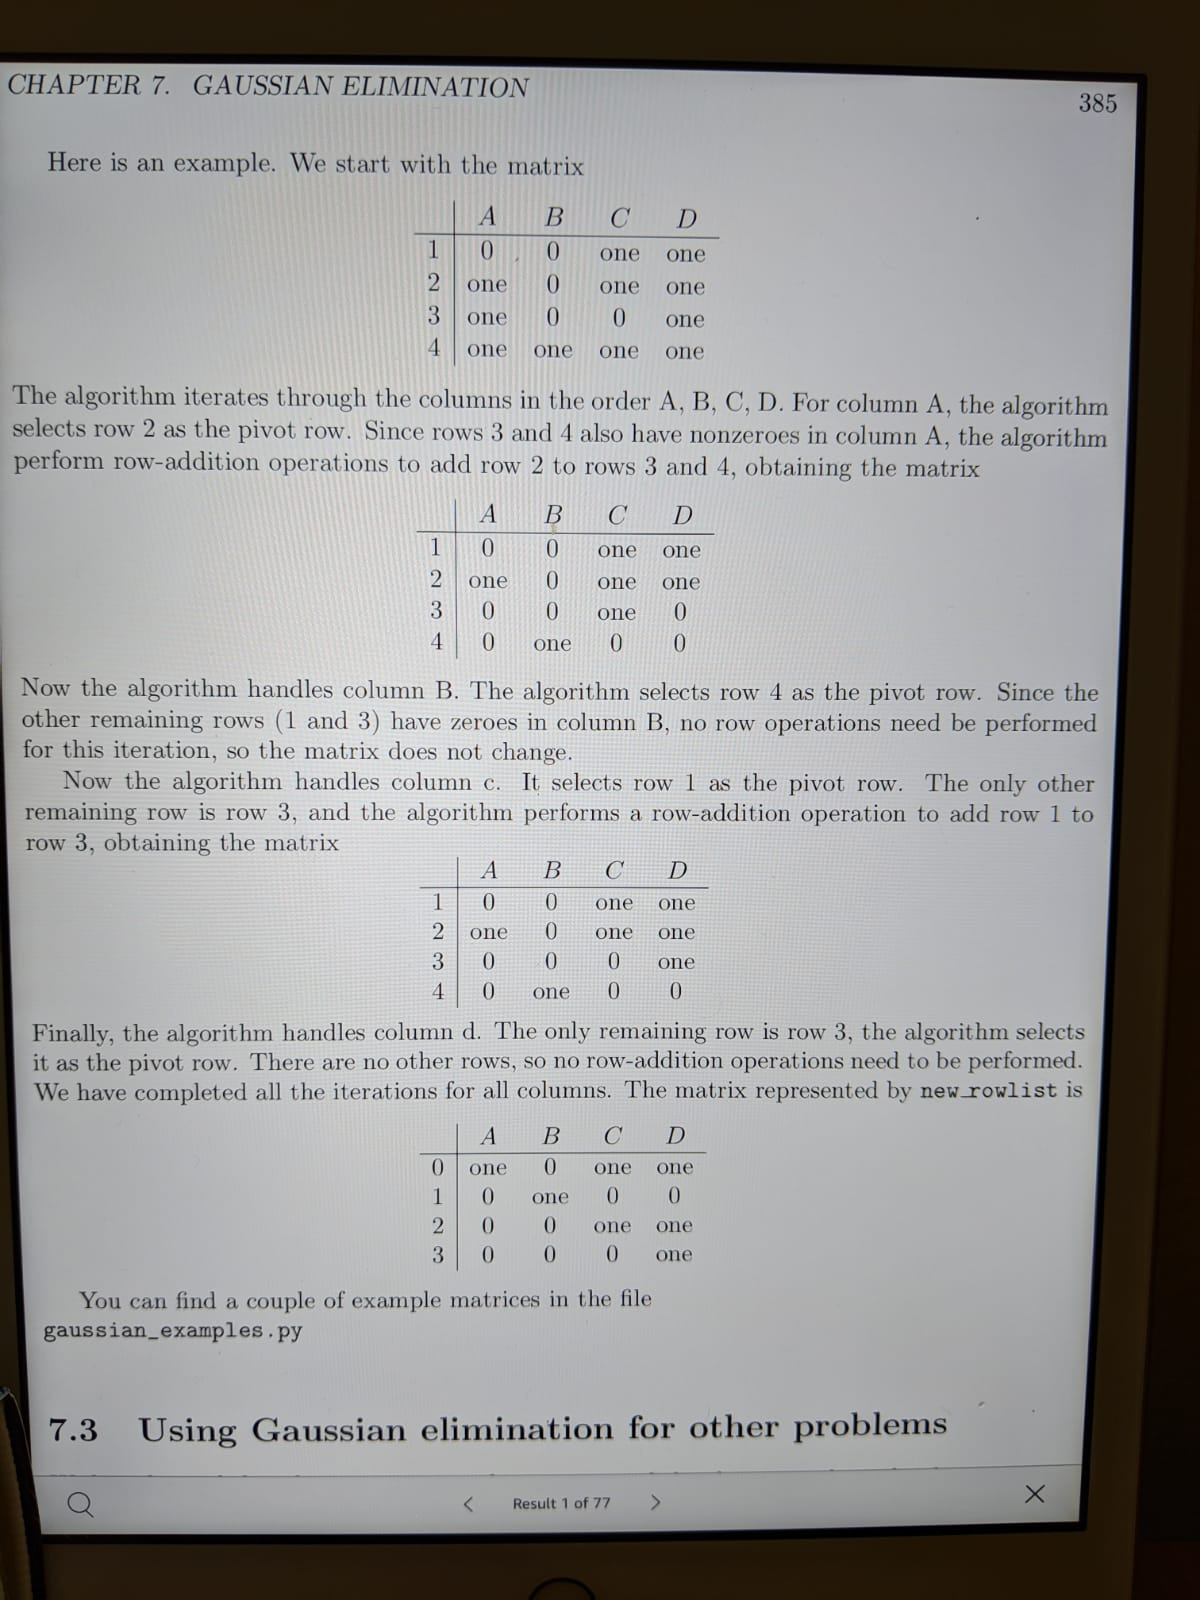 CHAPTER 7. GAUSSIAN ELIMINATION
385
Here is an example. We start with the matrix
A B C D
1 0 0 one one
2 one 0 one one
3 one 0 0 one
4 one one one one
The algorithm iterates through the columns in the order A, B, C, D. For column A, the algorithm
selects row 2 as the pivot row. Since rows 3 and 4 also have nonzeroes in column A, the algorithm
perform row-addition operations to add row 2 to rows 3 and 4, obtaining the matrix
A B C D
1 0 0 one one
2 one 0 one one
3 0 0 one 0
4 0 one 0 0
Now the algorithm handles column B. The algorithm selects row 4 as the pivot row. Since the
other remaining rows (1 and 3) have zeroes in column B, no row operations need be performed
for this iteration, so the matrix does not change.
Now the algorithm handles column c. It selects row 1 as the pivot row. The only other
remaining row is row 3, and the algorithm performs a row-addition operation to add row 1 to
row 3, obtaining the matrix
A B C D
1 0 0 one one
2 one 0 one one
3 0 0 0 one
4 0 one 0 0
Finally, the algorithm handles column d. The only remaining row is row 3, the algorithm selects
it as the pivot row. There are no other rows, so no row-addition operations need to be performed.
We have completed all the iterations for all columns. The matrix represented by new_rowlist is
A B C D
0 one 0 one one
1 0 one 0 0
2 0 0 one one
3 0 0 0 one
You can find a couple of example matrices in the file
gaussian_examples.py
7.3 Using Gaussian elimination for other problems
< Result 1 of 77 >